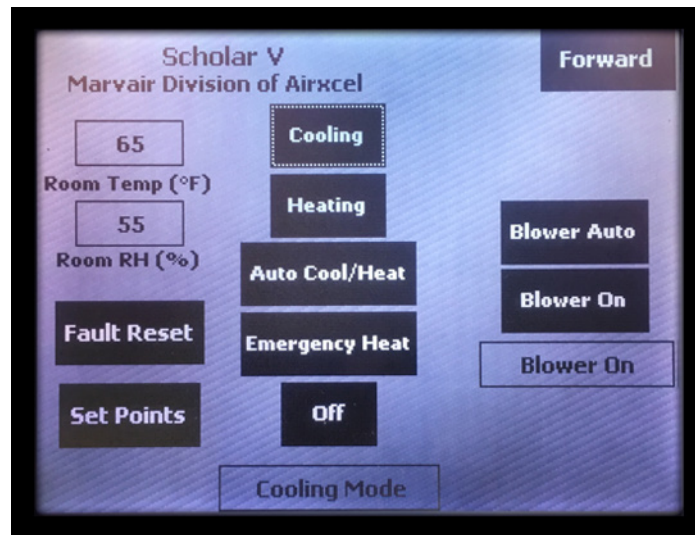 Scholar V
Marvair Division of Airxcel
Forward
65
Room Temp (°F)
55
Room RH (%)
Fault Reset
Set Points
Cooling
Heating
Auto Cool/Heat
Emergency Heat
Off
Cooling Mode
Blower Auto
Blower On
Blower On